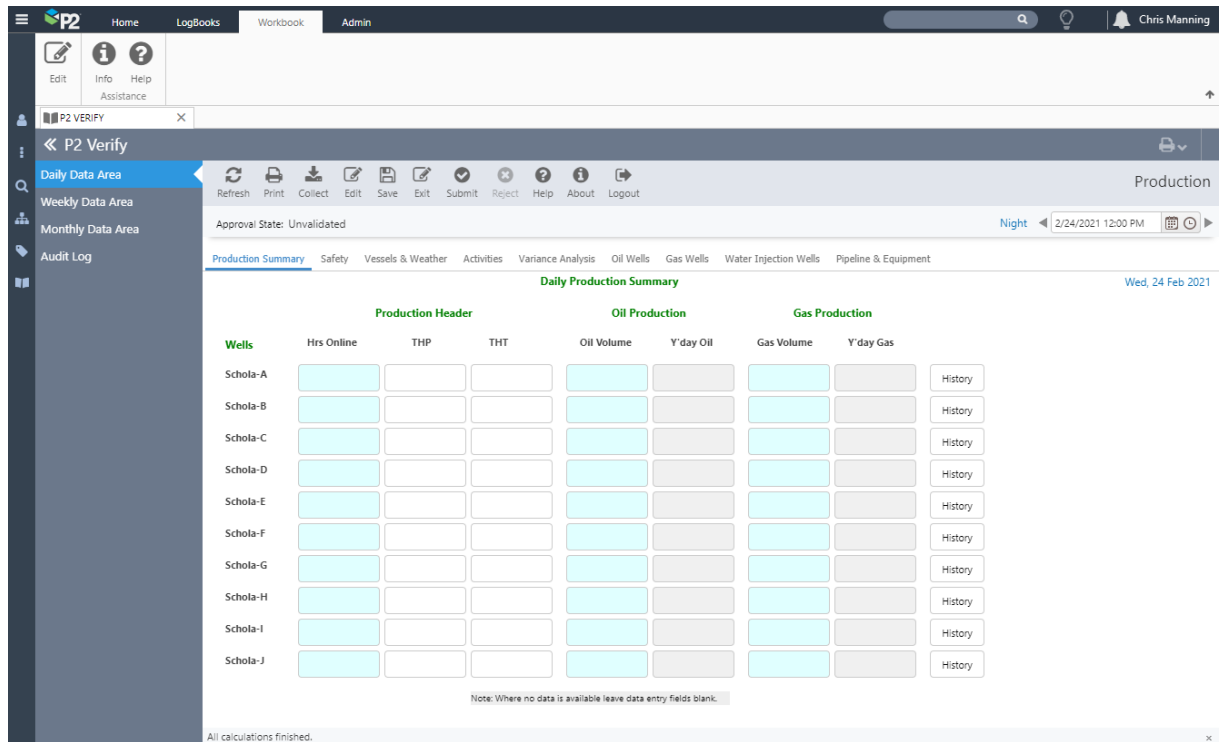 P2 Home LogBooks Workbook Admin Chris Manning
Edit Info Help
Assistance
P2 VERIFY
P2 Verify
Daily Data Area
Weekly Data Area
Monthly Data Area
Audit Log
Refresh Print Collect Edit Save Exit Submit Reject Help About Logout
Production
Approval State: Unvalidated Night 2/24/2021 12:00 PM
Production Summary Safety Vessels & Weather Activities Variance Analysis Oil Wells Gas Wells Water Injection Wells Pipeline & Equipment
Daily Production Summary Wed, 24 Feb 2021
Production Header Oil Production Gas Production
Wells Hrs Online THP THT Oil Volume Y'day Oil Gas Volume Y'day Gas
Schola-A History
Schola-B History
Schola-C History
Schola-D History
Schola-E History
Schola-F History
Schola-G History
Schola-H History
Schola-I History
Schola-J History
Note: Where no data is available leave data entry fields blank.
All calculations finished.